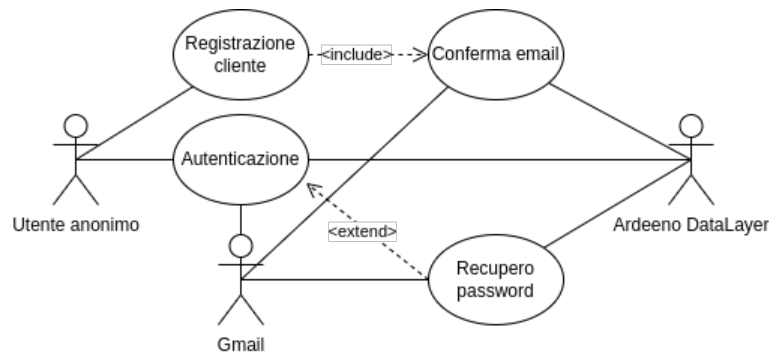 Registrazione
cliente
<include>
Conferma email
Autenticazione
Utente anonimo
Ardeeno DataLayer
<extend>
Recupero
password
Gmail